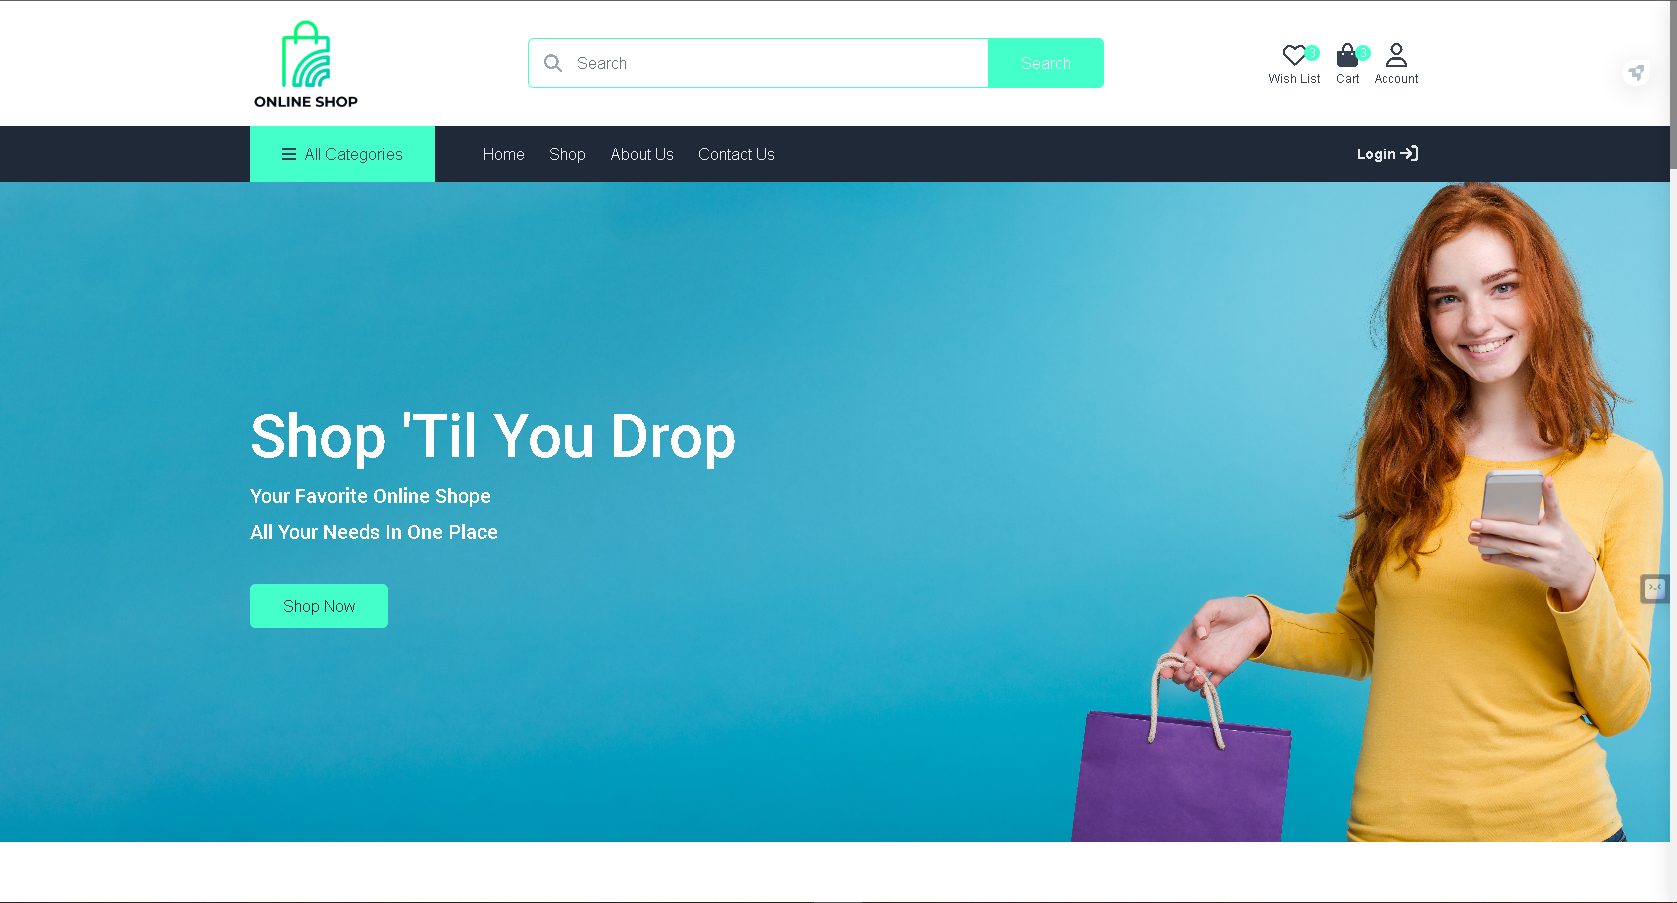 ONLINE SHOP
Search
Search
3
Wish List
3
Cart
Account
All Categories
Home
Shop
About Us
Contact Us
Login
Shop 'Til You Drop
Your Favorite Online Shope
All Your Needs In One Place
Shop Now